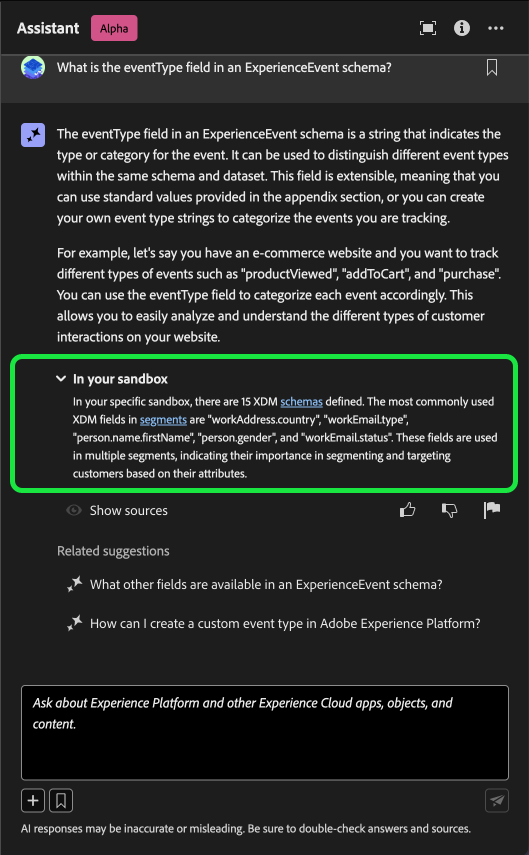 Assistant
Alpha
What is the eventType field in an ExperienceEvent schema?
The eventType field in an ExperienceEvent schema is a string that indicates the
type or category for the event. It can be used to distinguish different event types
within the same schema and dataset. This field is extensible, meaning that you
can use standard values provided in the appendix section, or you can create
your own event type strings to categorize the events you are tracking.
For example, let's say you have an e-commerce website and you want to track
different types of events such as "productViewed", "addToCart", and "purchase".
You can use the eventType field to categorize each event accordingly. This
allows you to easily analyze and understand the different types of customer
interactions on your website.
In your sandbox
In your specific sandbox, there are 15 XDM schemas defined. The most commonly used
XDM fields in segments are "workAddress.country", "workEmail.type",
"person.name.firstName", "person.gender", and "workEmail.status". These fields are used
in multiple segments, indicating their importance in segmenting and targeting
customers based on their attributes.
Show sources
Related suggestions
What other fields are available in an ExperienceEvent schema?
How can I create a custom event type in Adobe Experience Platform?
Ask about Experience Platform and other Experience Cloud apps, objects, and
content.
AI responses may be inaccurate or misleading. Be sure to double-check answers and sources.